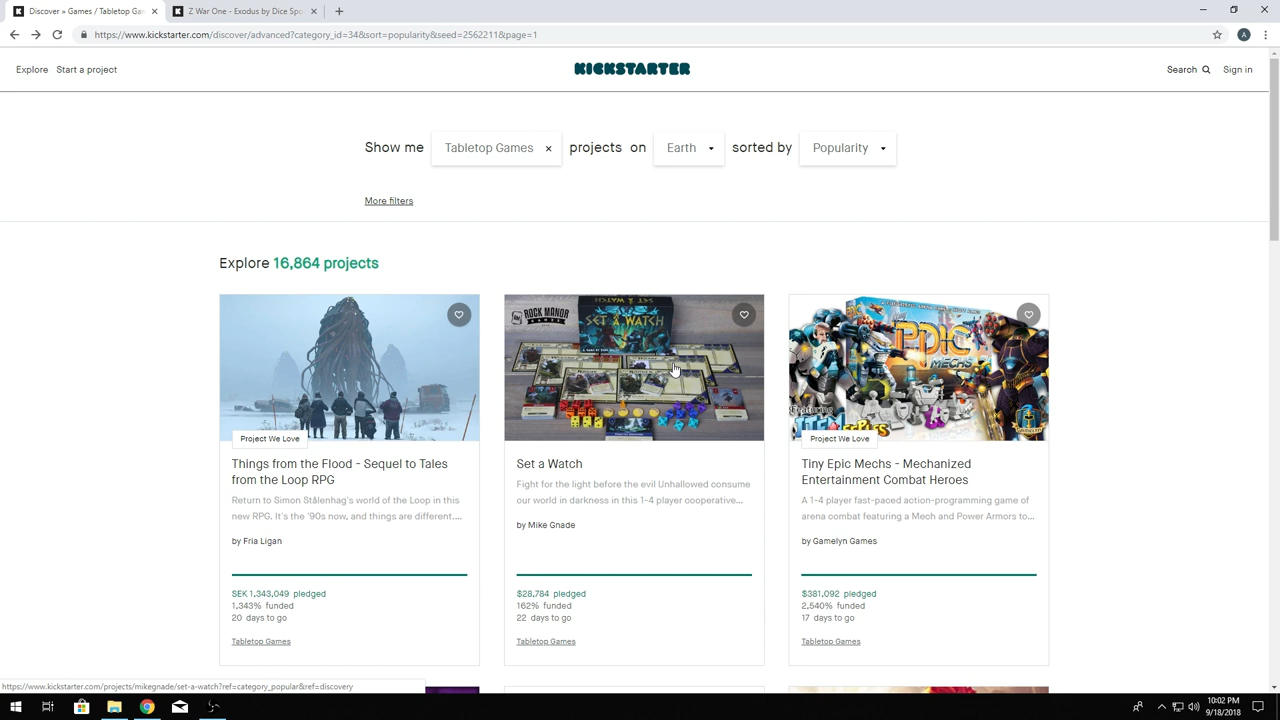 Discover » Games / Tabletop Ga
Z War One - Exodus by Dice Spo
https://www.kickstarter.com/discover/advanced?category_id=34&sort=popularity&seed=2562211&page=1
A
Explore Start a project
KICKSTARTER
Search Sign in
Show me Tabletop Games × projects on Earth sorted by Popularity
More filters
Explore 16,864 projects
ROCK MANOR
GAMES
SET A WATCH
SET A WATCH
EPIC
MECHS
Featuring
Project We Love
Things from the Flood - Sequel to Tales
from the Loop RPG
Return to Simon Stålenhag's world of the Loop in this
new RPG. It's the '90s now, and things are different....
by Fria Ligan
SEK 1,343,049 pledged
1,343% funded
20 days to go
Tabletop Games
Set a Watch
Fight for the light before the evil Unhallowed consume
our world in darkness in this 1-4 player cooperative...
by Mike Gnade
$28,784 pledged
162% funded
22 days to go
Tabletop Games
Project We Love
Tiny Epic Mechs - Mechanized
Entertainment Combat Heroes
A 1-4 player fast-paced action-programming game of
arena combat featuring a Mech and Power Armors to...
by Gamelyn Games
$381,092 pledged
2,540% funded
17 days to go
Tabletop Games
https://www.kickstarter.com/projects/mikegnade/set-a-watch?ref=category_popular&ref=discovery
10:02 PM
9/18/2018